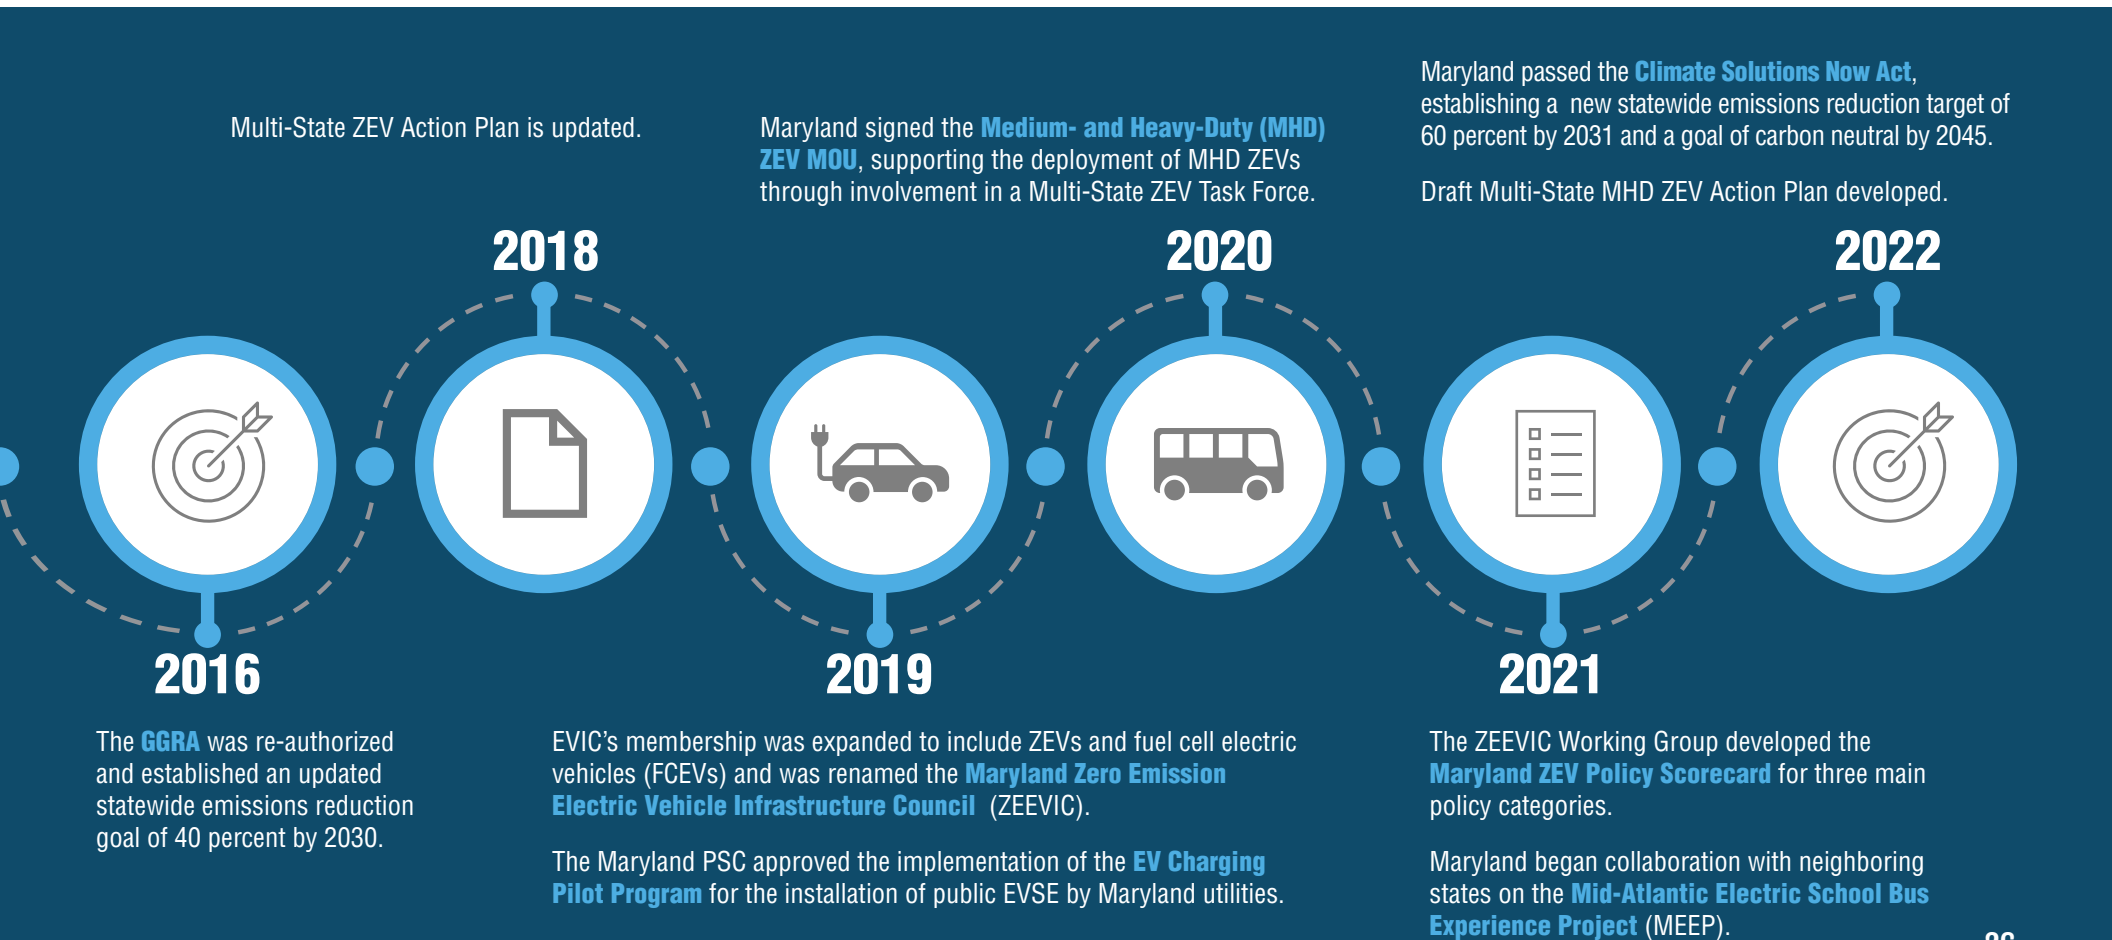 Multi-State ZEV Action Plan is updated.
2018
Maryland signed the Medium- and Heavy-Duty (MHD)
ZEV MOU, supporting the deployment of MHD ZEVs
through involvement in a Multi-State ZEV Task Force.
2020
Maryland passed the Climate Solutions Now Act,
establishing a new statewide emissions reduction target of
60 percent by 2031 and a goal of carbon neutral by 2045.
Draft Multi-State MHD ZEV Action Plan developed.
2022
2016
The GGRA was re-authorized
and established an updated
statewide emissions reduction
goal of 40 percent by 2030.
2019
EVIC's membership was expanded to include ZEVs and fuel cell electric
vehicles (FCEVs) and was renamed the Maryland Zero Emission
Electric Vehicle Infrastructure Council (ZEEVIC).
The Maryland PSC approved the implementation of the EV Charging
Pilot Program for the installation of public EVSE by Maryland utilities.
2021
The ZEEVIC Working Group developed the
Maryland ZEV Policy Scorecard for three main
policy categories.
Maryland began collaboration with neighboring
states on the Mid-Atlantic Electric School Bus
Experience Project (MEEP).